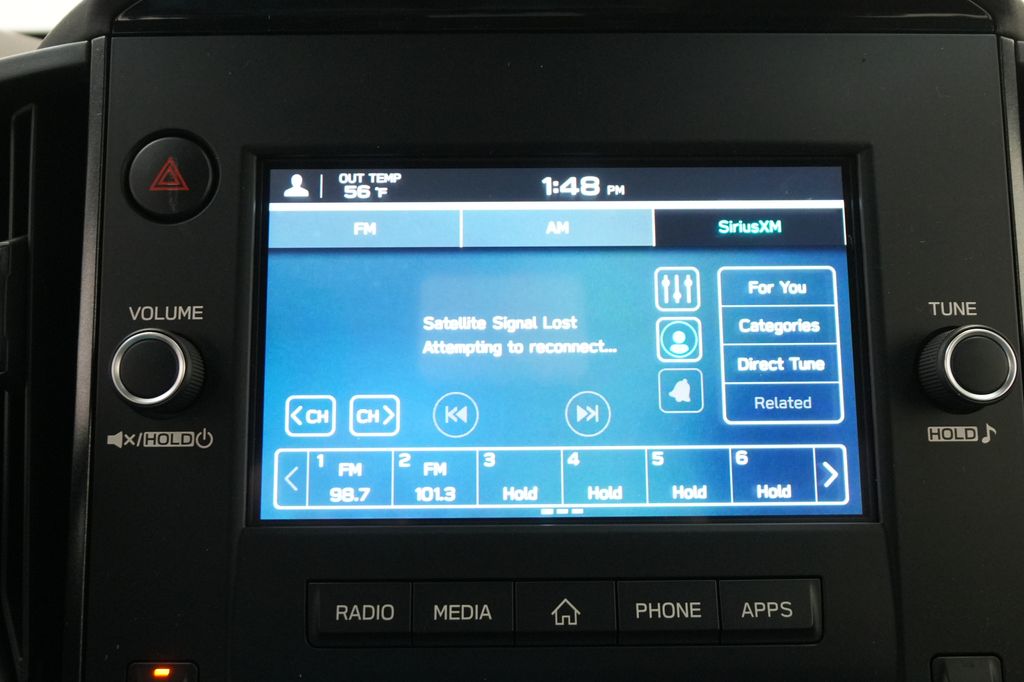 OUT TEMP
56 °F
1:48 PM
FM
AM
SiriusXM
Satellite Signal Lost
Attempting to reconnect...
For You
Categories
Direct Tune
Related
CH
CH
1 FM
98.7
2 FM
101.3
3
Hold
4
Hold
5
Hold
6
Hold
VOLUME
HOLD
TUNE
HOLD
RADIO
MEDIA
PHONE
APPS